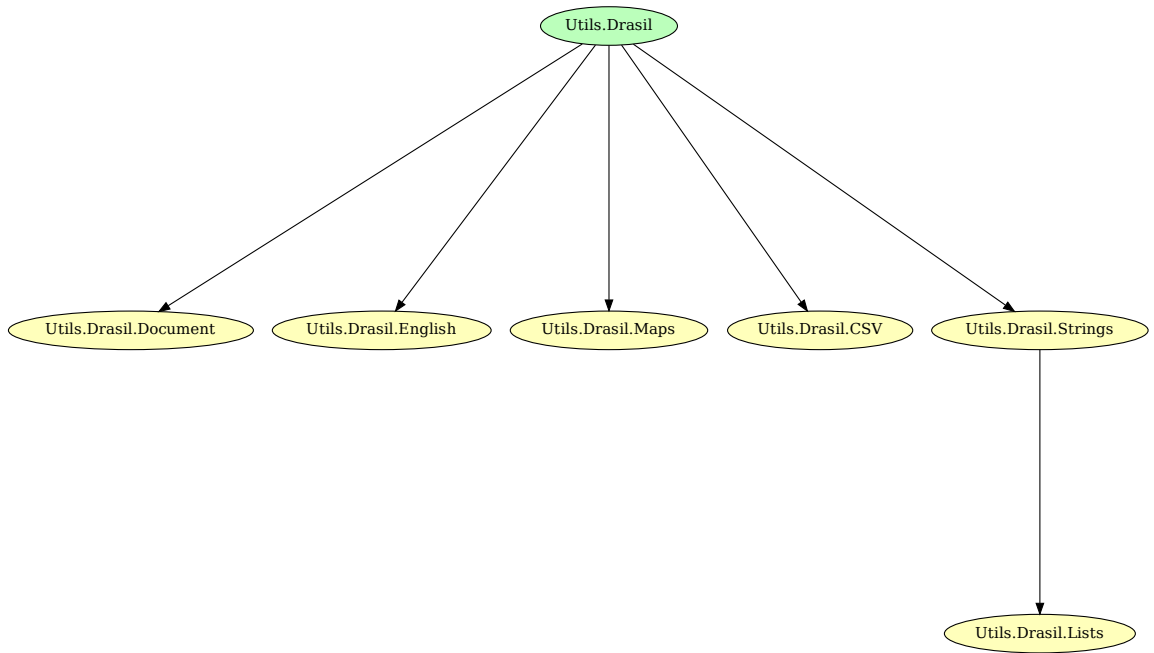 Utils.Drasil
Utils.Drasil.Document
Utils.Drasil.English
Utils.Drasil.Maps
Utils.Drasil.CSV
Utils.Drasil.Strings
Utils.Drasil.Lists